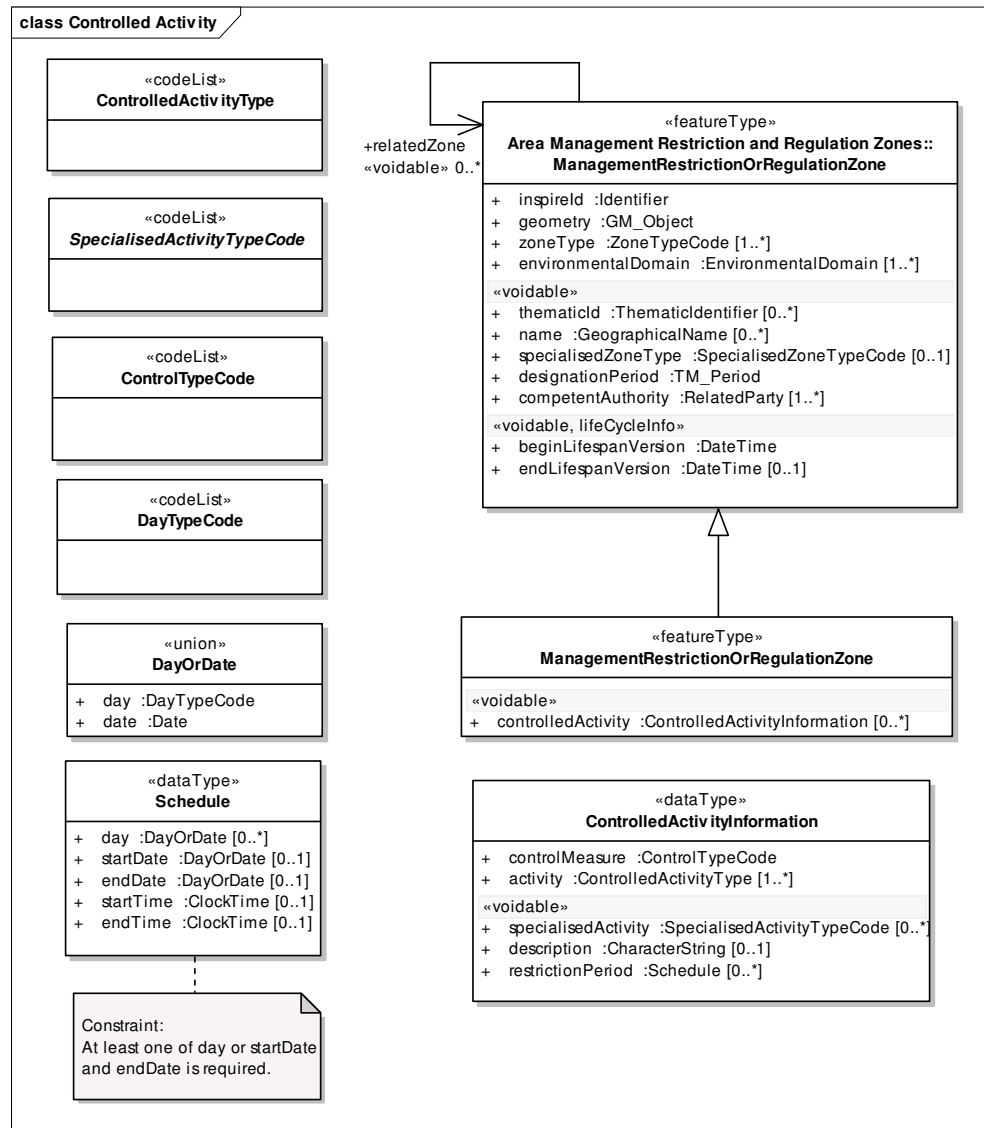 class Controlled Activity
«codeList»
ControlledActivityType
«codeList»
SpecialisedActivityTypeCode
«codeList»
ControlTypeCode
«codeList»
DayTypeCode
«union»
DayOrDate
+ day :DayTypeCode
+ date :Date
«dataType»
Schedule
+ day :DayOrDate [0..*]
+ startDate :DayOrDate [0..1]
+ endDate :DayOrDate [0..1]
+ startTime :ClockTime [0..1]
+ endTime :ClockTime [0..1]
Constraint:
At least one of day or startDate
and endDate is required.
+relatedZone
«voidable» 0..*
«featureType»
Area Management Restriction and Regulation Zones::
ManagementRestrictionOrRegulationZone
+ inspireId :Identifier
+ geometry :GM_Object
+ zoneType :ZoneTypeCode [1..*]
+ environmentalDomain :EnvironmentalDomain [1..*]
«voidable»
+ thematicId :ThematicIdentifier [0..*]
+ name :GeographicalName [0..*]
+ specialisedZoneType :SpecialisedZoneTypeCode [0..1]
+ designationPeriod :TM_Period
+ competentAuthority :RelatedParty [1..*]
«voidable, lifeCycleInfo»
+ beginLifespanVersion :DateTime
+ endLifespanVersion :DateTime [0..1]
«featureType»
ManagementRestrictionOrRegulationZone
«voidable»
+ controlledActivity :ControlledActivityInformation [0..*]
«dataType»
ControlledActivityInformation
+ controlMeasure :ControlTypeCode
+ activity :ControlledActivityType [1..*]
«voidable»
+ specialisedActivity :SpecialisedActivityTypeCode [0..*]
+ description :CharacterString [0..1]
+ restrictionPeriod :Schedule [0..*]